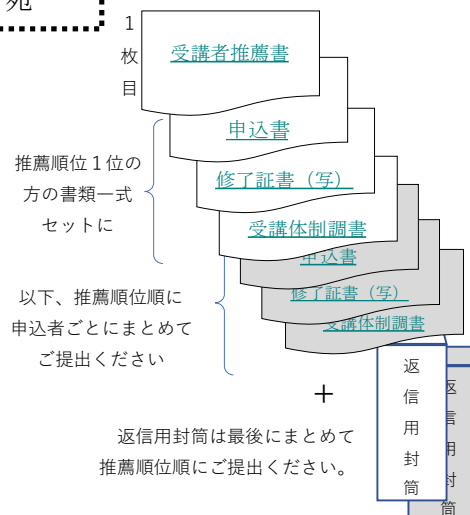 宛
1枚目
受講者推薦書
申込書
修了証書（写）
受講体制調書
推薦順位１位の
方の書類一式
セットに
申込書
修了証書（写）
受講体制調書
以下、推薦順位順に
申込者ごとにまとめて
ご提出ください
＋
返信用封筒
返信用封筒
返信用封筒は最後にまとめて
推薦順位順にご提出ください。